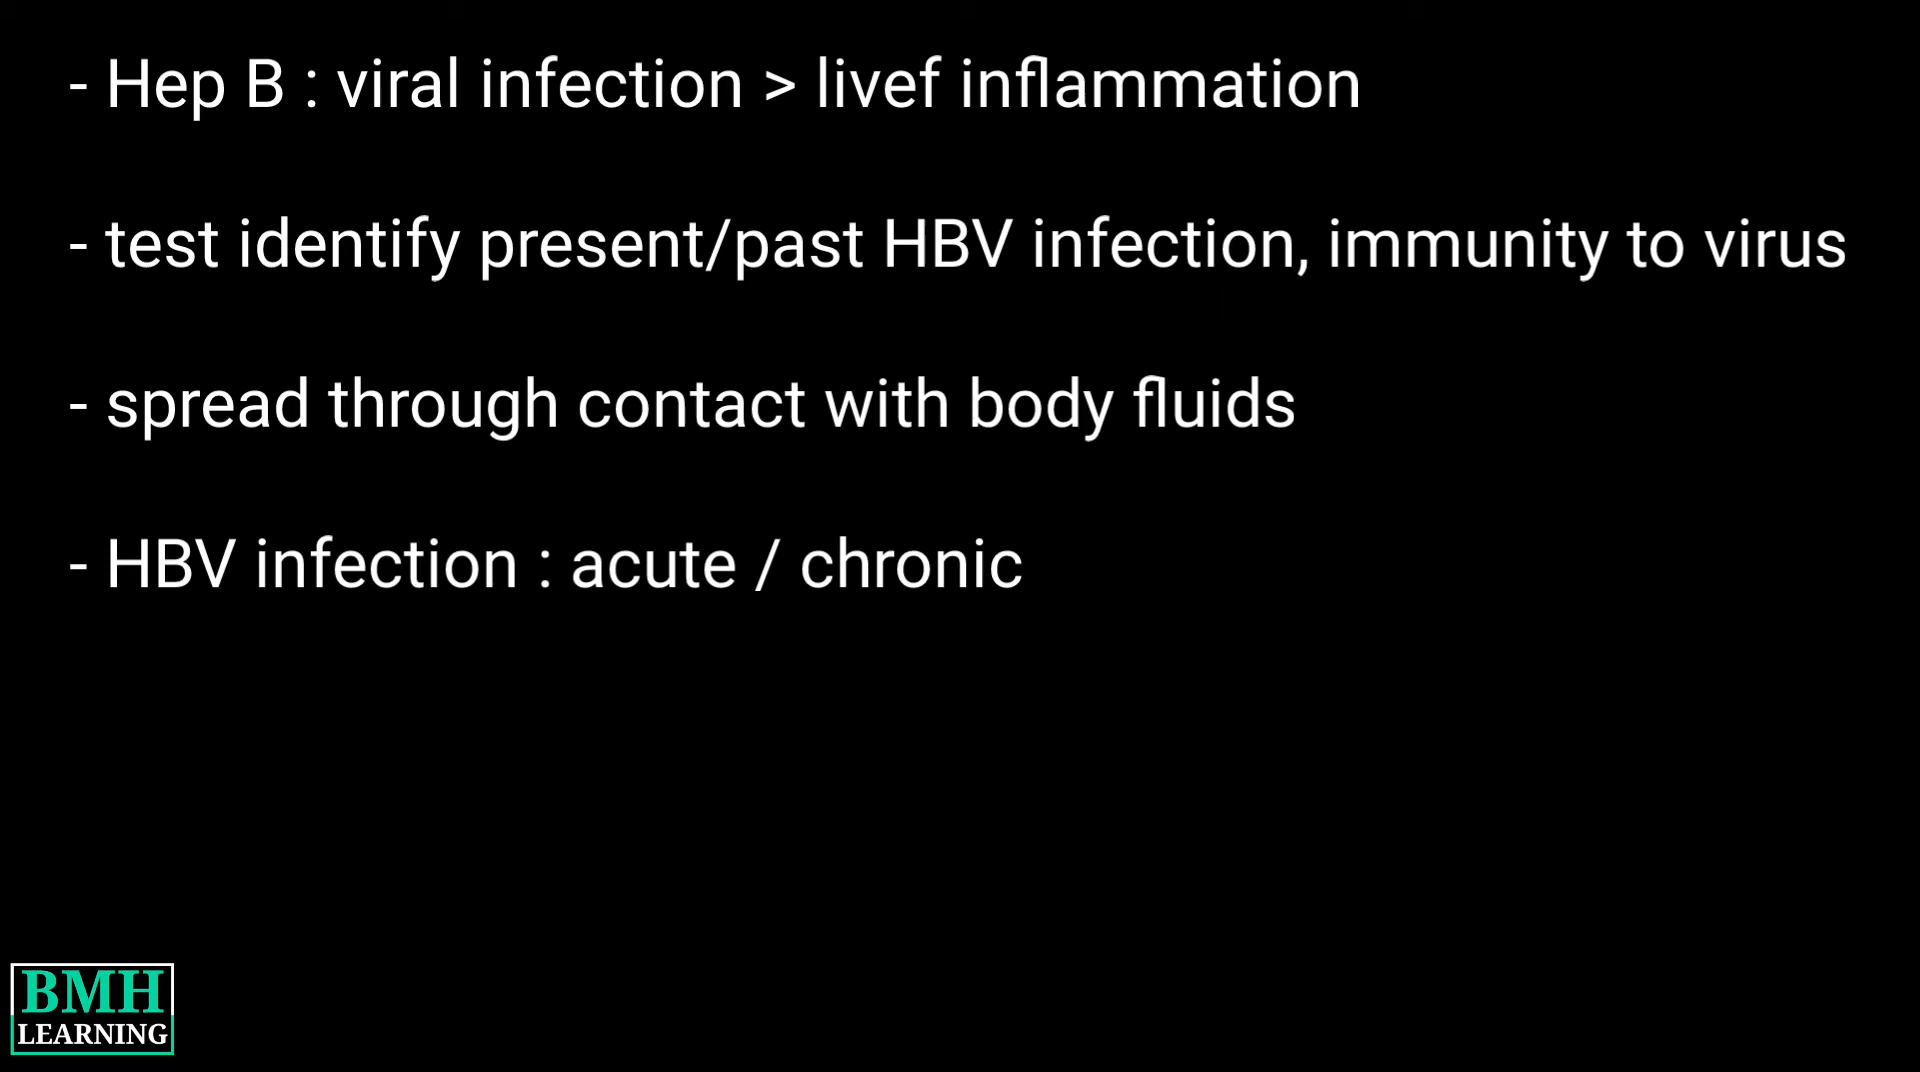 - Hep B : viral infection > livef inflammation
- test identify present/past HBV infection, immunity to virus
- spread through contact with body fluids
- HBV infection : acute / chronic
BMH
LEARNING